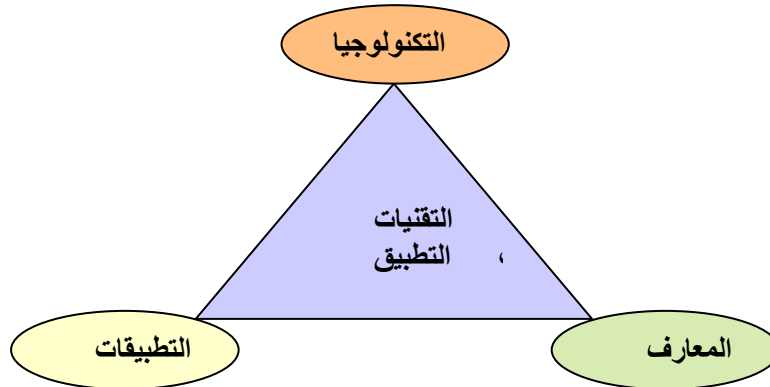 التكنولوجيا
التقنيات
التطبيق ،
المعارف
التطبيقات